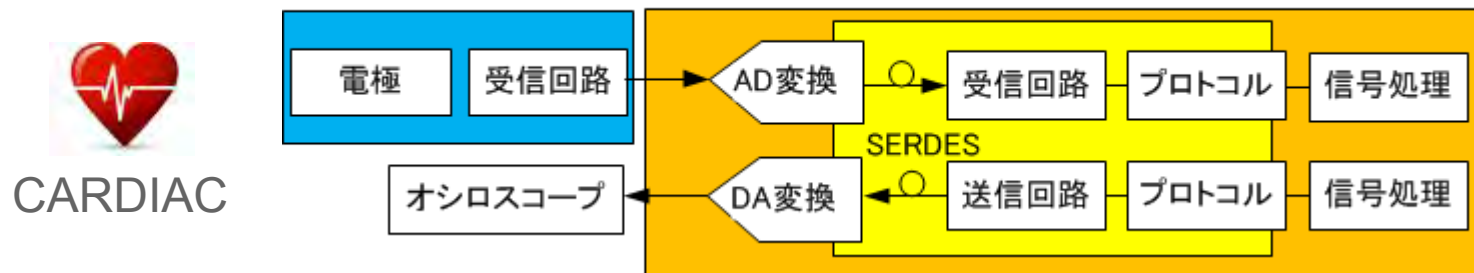 CARDIAC
電極
受信回路
AD変換
受信回路
プロトコル
信号処理
SERDES
オシロスコープ
DA変換
送信回路
プロトコル
信号処理